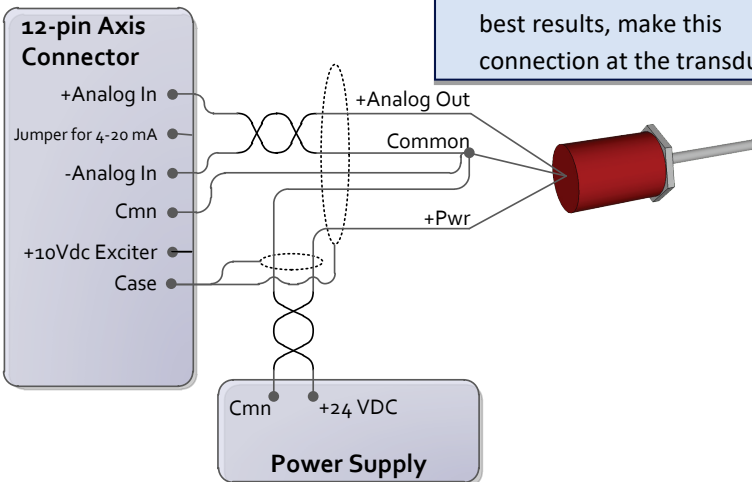 best results, make this
connection at the
12-pin Axis
Connector
+Analog In
Jumper for 4-20 mA
-Analog In
Cmn
+10Vdc Exciter
Case
+Analog Out
Common
+Pwr
Cmn
+24 VDC
Power Supply